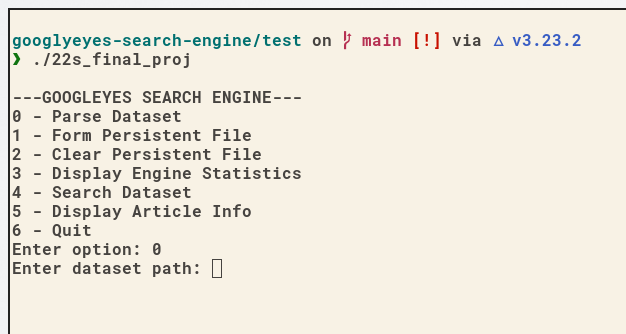 googlyeyes-search-engine/test on main [!] via △ v3.23.2
❯ ./22s_final_proj
---GOOGLEYES SEARCH ENGINE---
0 - Parse Dataset
1 - Form Persistent File
2 - Clear Persistent File
3 - Display Engine Statistics
4 - Search Dataset
5 - Display Article Info
6 - Quit
Enter option: 0
Enter dataset path: